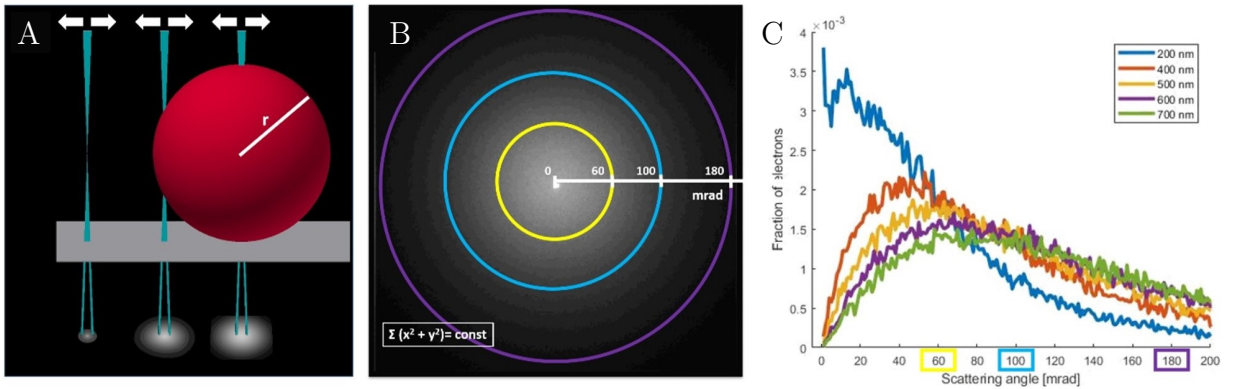 A
r
B
0 60 100 180
mrad
Σ (x² + y²)= const
C
×10⁻³
4
3.5
3
2.5
2
1.5
1
0.5
0
Fraction of electrons
200 nm
400 nm
500 nm
600 nm
700 nm
0 20 40 60 80 100 120 140 160 180 200
Scattering angle [mrad]